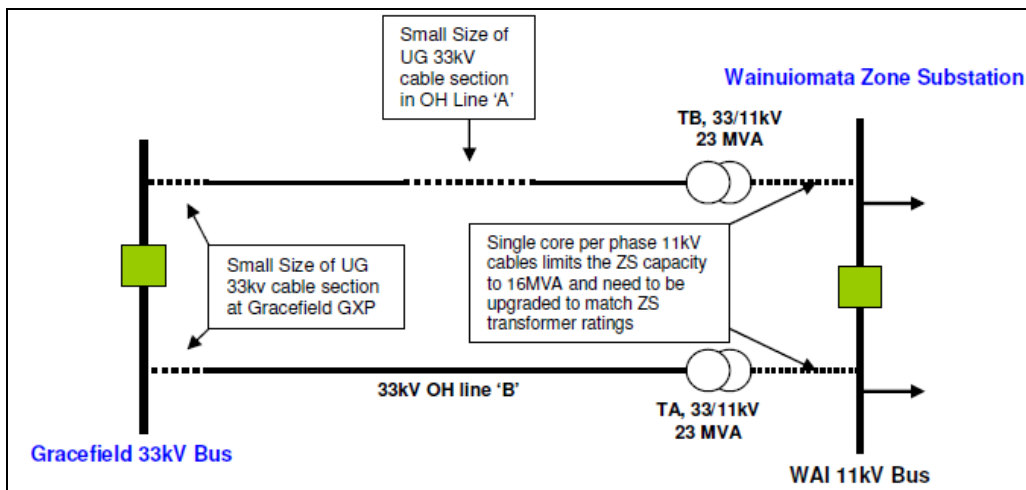 Small Size of
UG 33kV
cable section
in OH Line ‘A’
Wainuiomata Zone Substation
TB, 33/11kV
23 MVA
Small Size of UG
33kv cable section
at Gracefield GXP
Single core per phase 11kV
cables limits the ZS capacity
to 16MVA and need to be
upgraded to match ZS
transformer ratings
33kV OH line ‘B’
TA, 33/11kV
23 MVA
Gracefield 33kV Bus
WAI 11kV Bus